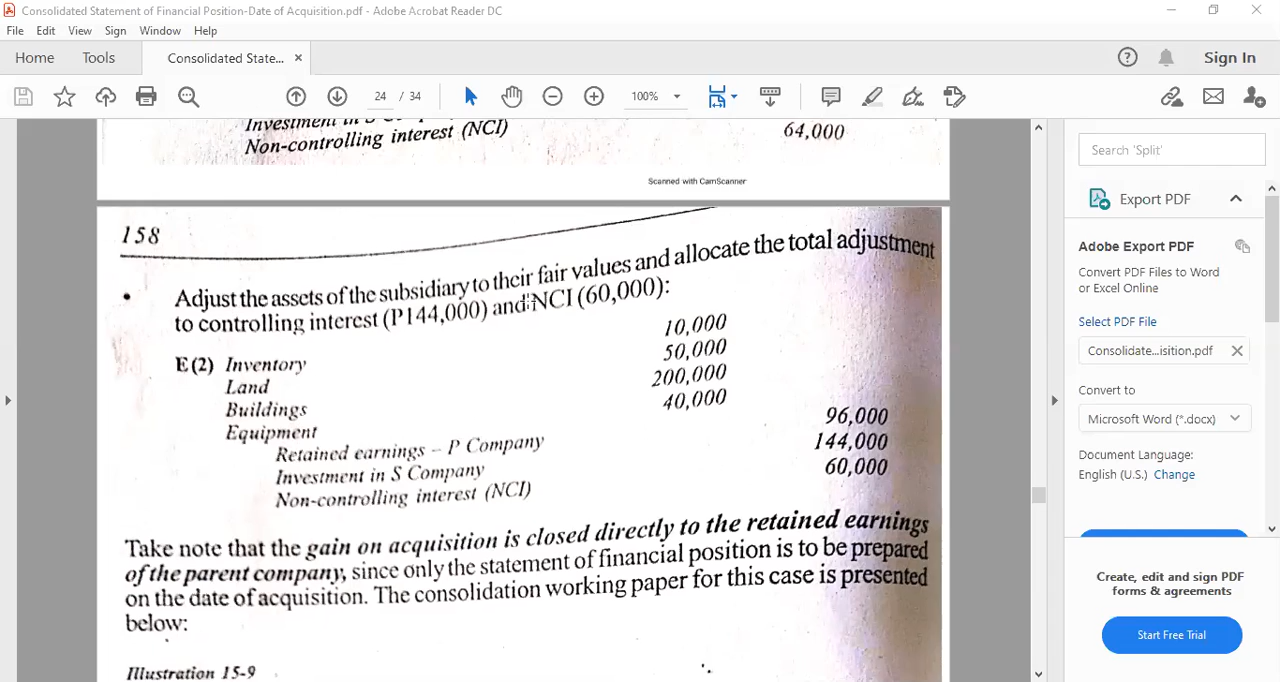 Consolidated Statement of Financial Position-Date of Acquisition.pdf - Adobe Acrobat Reader DC
File Edit View Sign Window Help
Home Tools Consolidated State... × Sign In
24 / 34 100%
Non-controlling interest (NCI) 64,000
Scanned with CamScanner
158
• Adjust the assets of the subsidiary to their fair values and allocate the total adjustment
to controlling interest (P144,000) and NCI (60,000):
E (2) Inventory 10,000
Land 50,000
Buildings 200,000
Equipment 40,000
Retained earnings – P Company 96,000
Investment in S Company 144,000
Non-controlling interest (NCI) 60,000
Take note that the gain on acquisition is closed directly to the retained earnings
of the parent company, since only the statement of financial position is to be prepared
on the date of acquisition. The consolidation working paper for this case is presented
below:
Illustration 15-9
Search 'Split'
Export PDF
Adobe Export PDF
Convert PDF Files to Word
or Excel Online
Select PDF File
Consolidate...isition.pdf
Convert to
Microsoft Word (*.docx)
Document Language:
English (U.S.) Change
Create, edit and sign PDF
forms & agreements
Start Free Trial